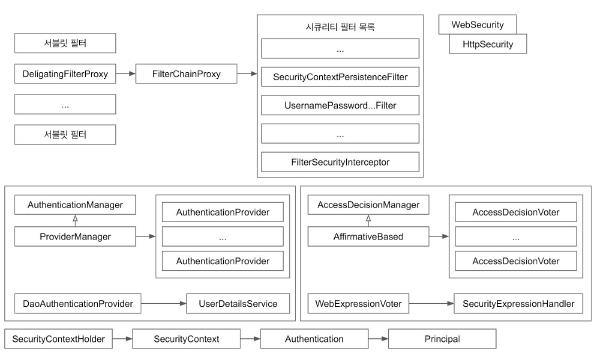 서블릿 필터
DeligatingFilterProxy
...
서블릿 필터
FilterChainProxy
시큐리티 필터 목록
...
SecurityContextPersistenceFilter
UsernamePassword...Filter
...
FilterSecurityInterceptor
WebSecurity
HttpSecurity
AuthenticationManager
ProviderManager
AuthenticationProvider
...
AuthenticationProvider
DaoAuthenticationProvider
UserDetailsService
AccessDecisionManager
AffirmativeBased
AccessDecisionVoter
...
AccessDecisionVoter
WebExpressionVoter
SecurityExpressionHandler
SecurityContextHolder
SecurityContext
Authentication
Principal